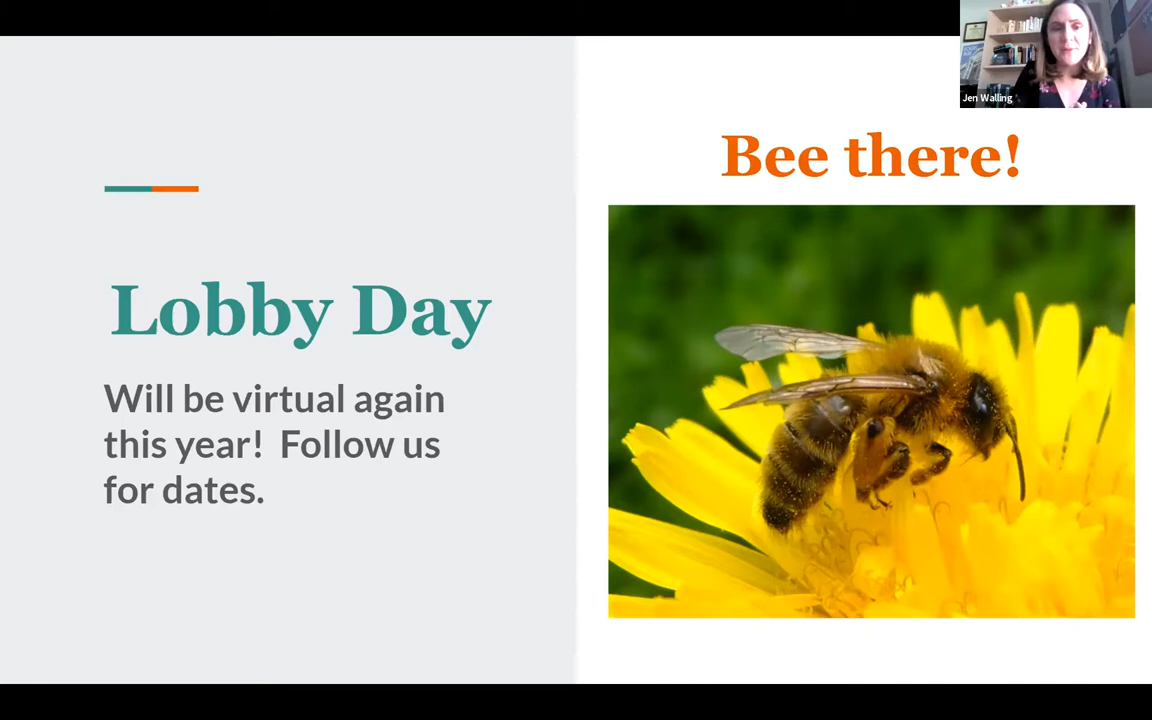 Jen Walling
Bee there!
Lobby Day
Will be virtual again
this year!  Follow us
for dates.